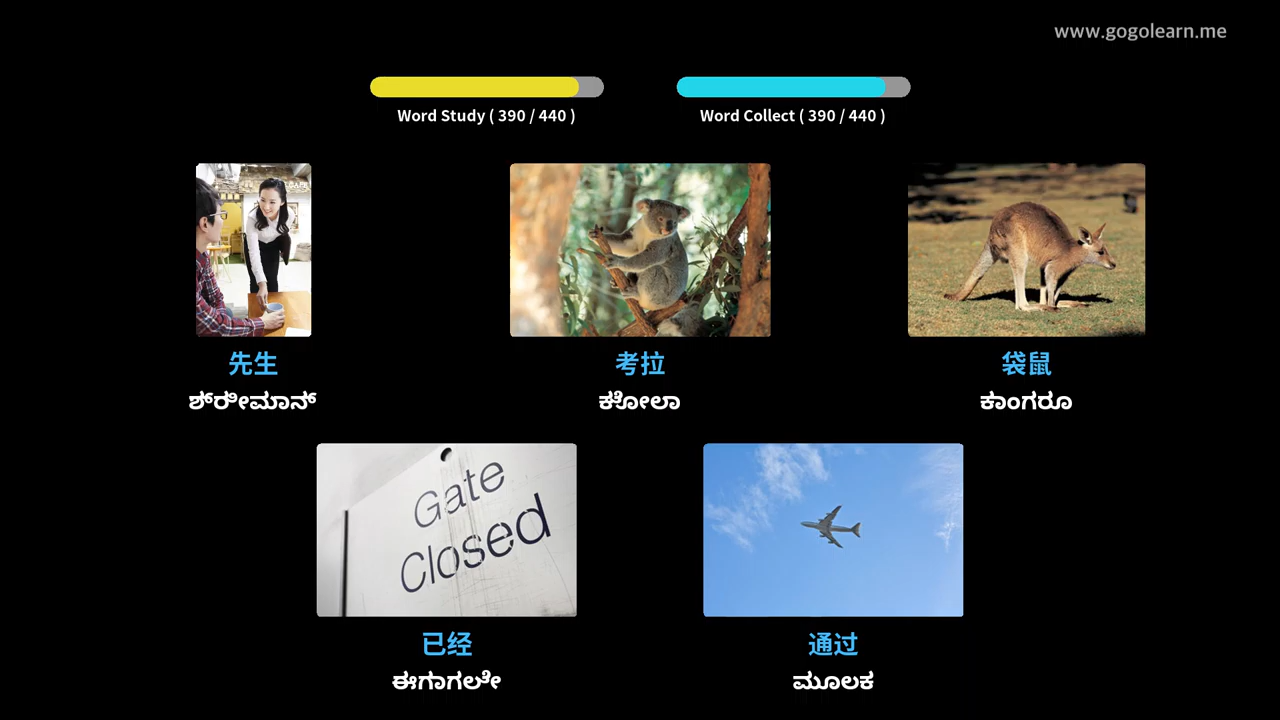 www.gogolearn.me
Word Study ( 390 / 440 )
Word Collect ( 390 / 440 )
先生
ಶ್ರೀಮಾನ್
考拉
ಕೋಲಾ
袋鼠
ಕಾಂಗರೂ
Gate
Closed
已经
ಈಗಾಗಲೇ
通过
ಮೂಲಕ